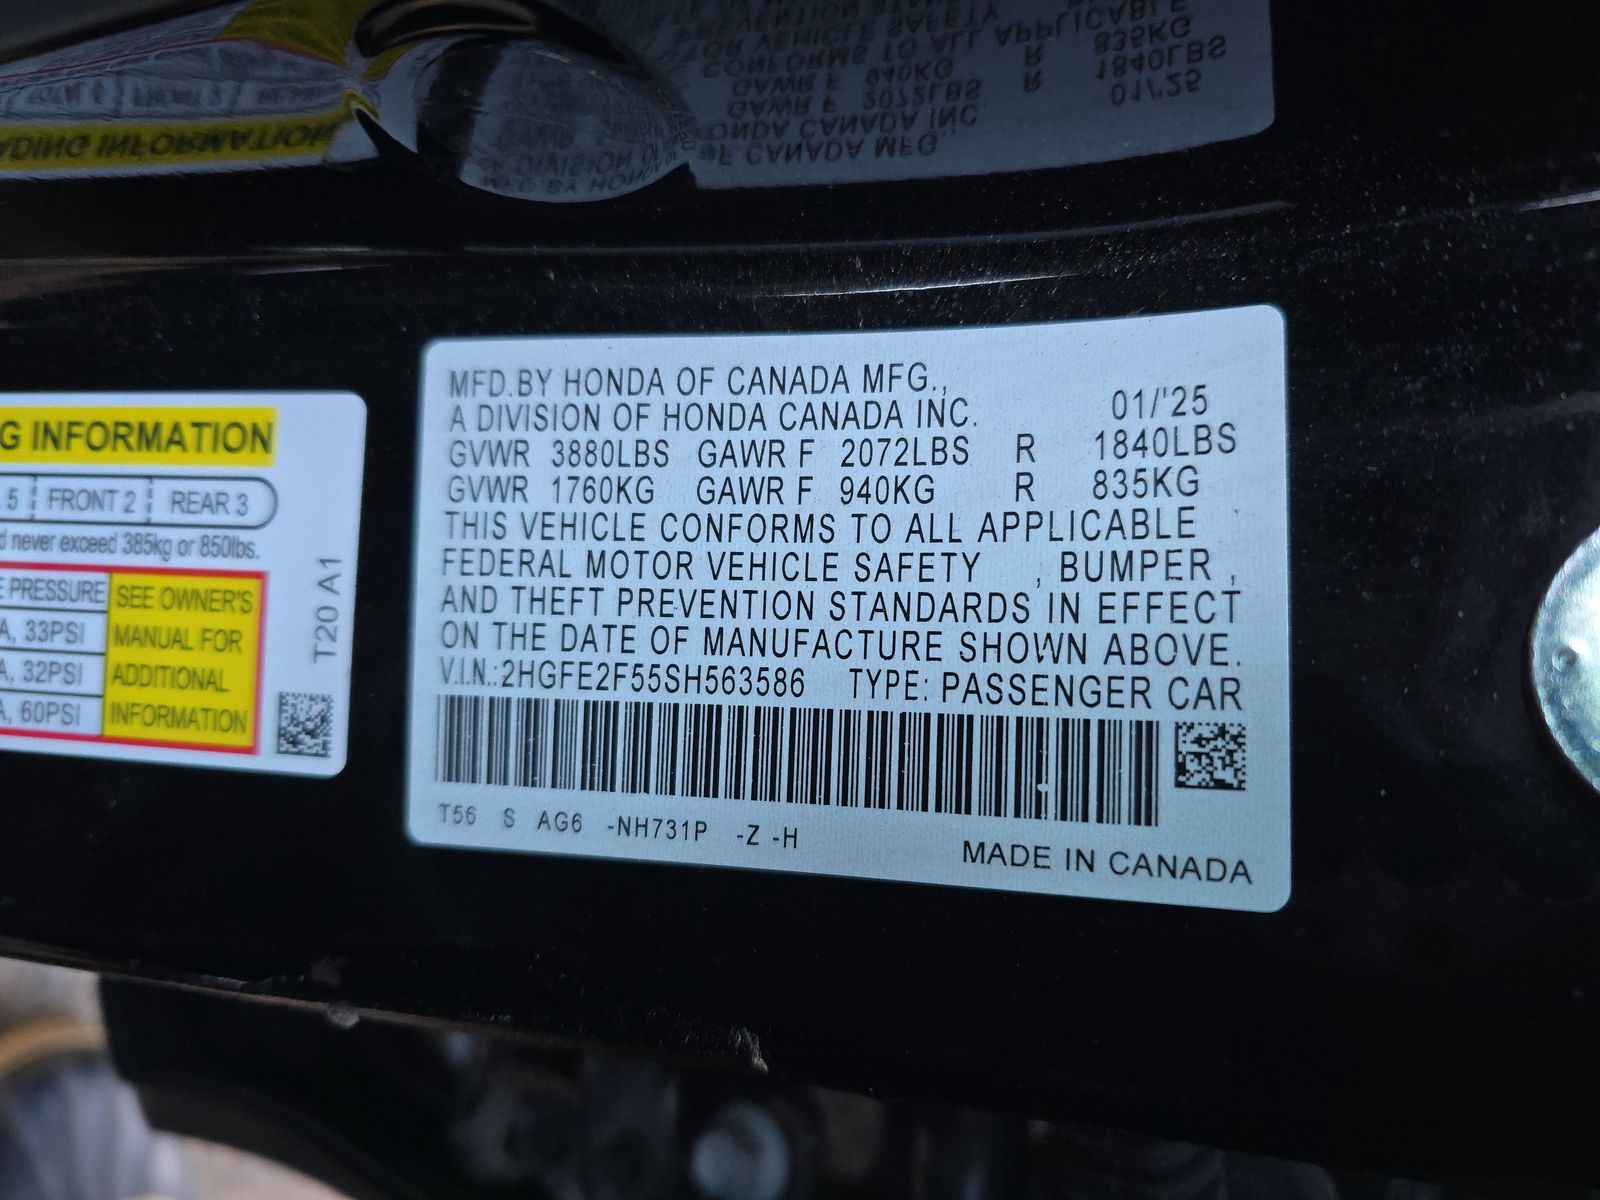 G INFORMATION
5 FRONT 2 REAR 3
d never exceed 385kg or 850lbs.
E PRESSURE
A, 33PSI
A, 32PSI
A, 60PSI
SEE OWNER'S
MANUAL FOR
ADDITIONAL
INFORMATION
T20 A1
MFD.BY HONDA OF CANADA MFG.,
A DIVISION OF HONDA CANADA INC. 01/'25
GVWR 3880LBS GAWR F 2072LBS R 1840LBS
GVWR 1760KG GAWR F 940KG R 835KG
THIS VEHICLE CONFORMS TO ALL APPLICABLE
FEDERAL MOTOR VEHICLE SAFETY , BUMPER ,
AND THEFT PREVENTION STANDARDS IN EFFECT
ON THE DATE OF MANUFACTURE SHOWN ABOVE.
V.I.N.:2HGFE2F55SH563586 TYPE: PASSENGER CAR
T56 S AG6 -NH731P -Z -H
MADE IN CANADA